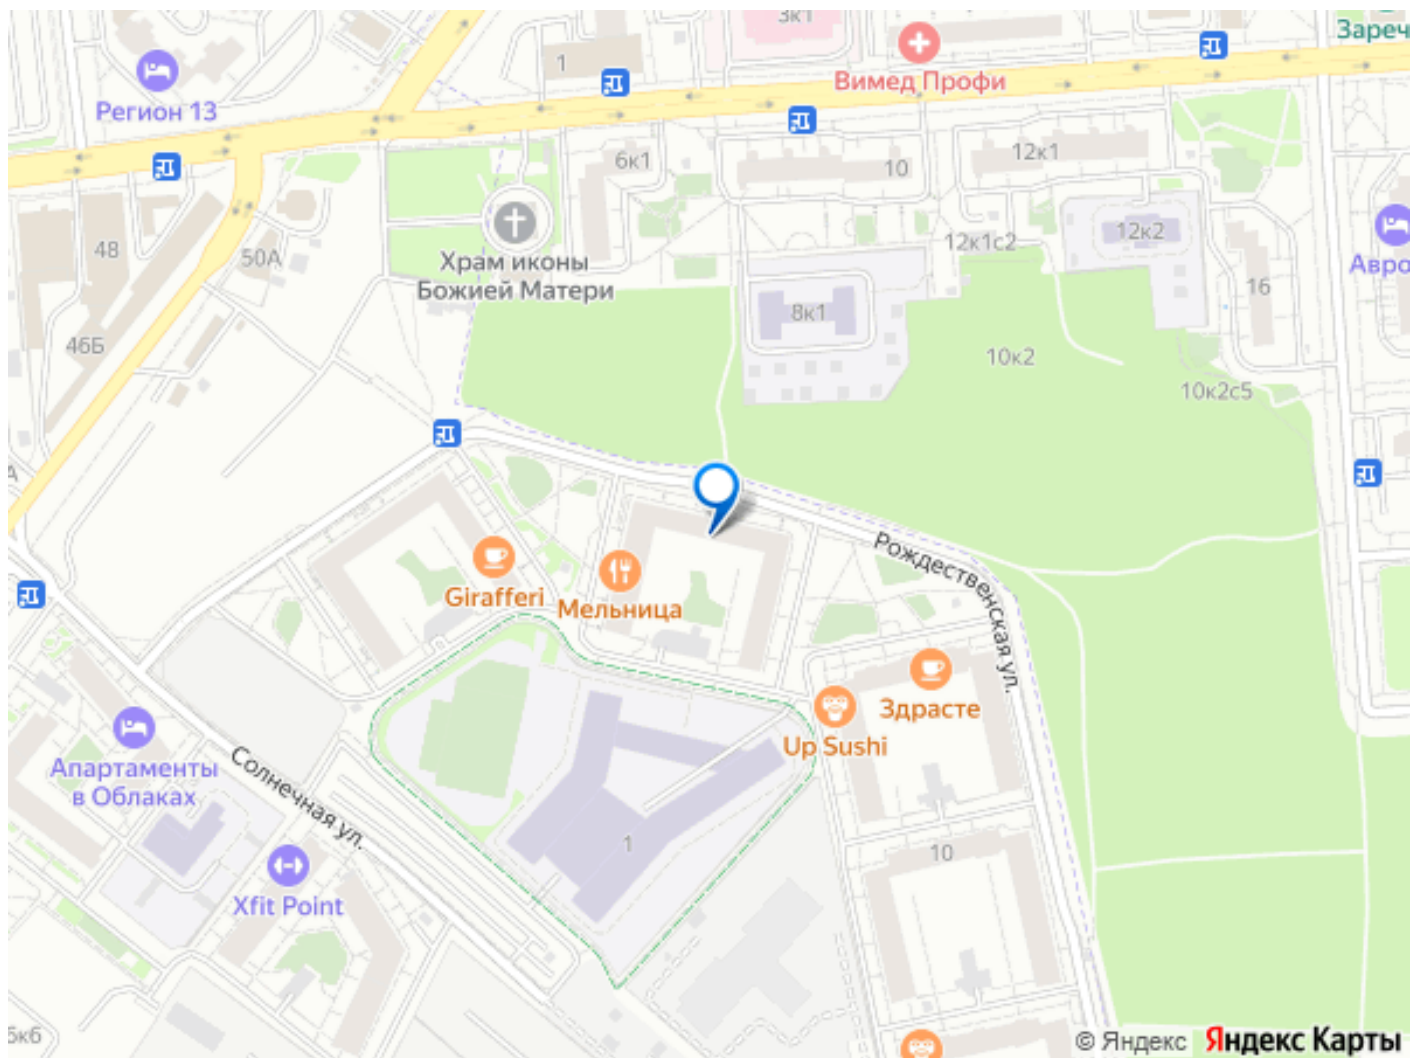 3к1
Зареч
1
Вимед Профи
Регион 13
6к1
10
12к1
48
50А
Храм иконы
Божией Матери
12к1с2
12к2
Авро
16
8к1
46Б
10к2
10к2с5
Рождественская ул.
Girafferi
Мельница
Здрасте
Up Sushi
Апартаменты
в Облаках
Солнечная ул.
1
10
Xfit Point
© Яндекс Яндекс Карты